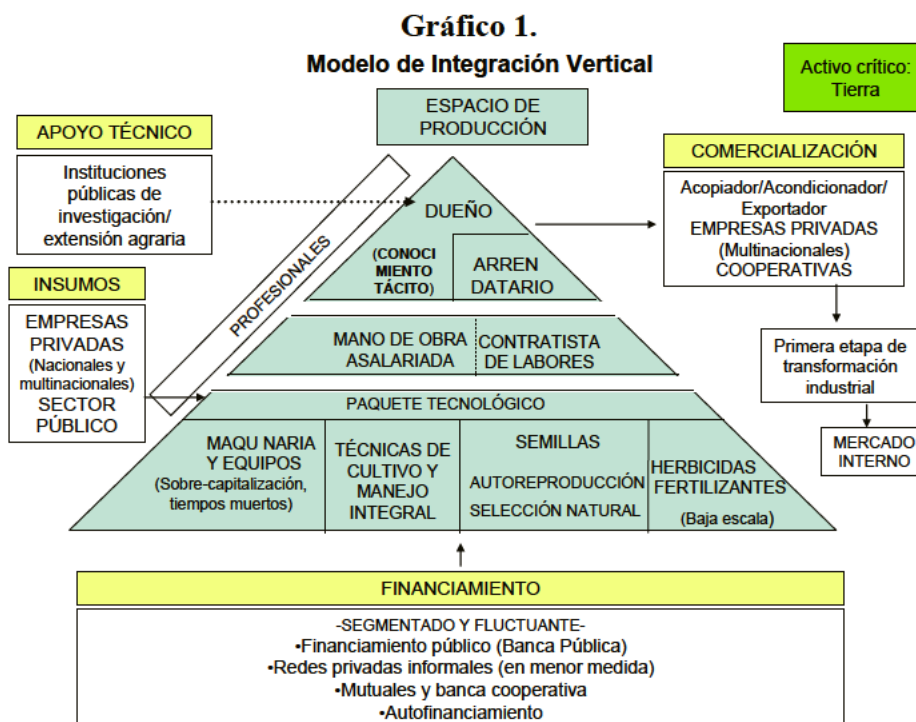 Gráfico 1.
Modelo de Integración Vertical
Activo crítico:
Tierra
ESPACIO DE
PRODUCCIÓN
APOYO TÉCNICO
Instituciones
públicas de
investigación/
extensión agraria
INSUMOS
EMPRESAS
PRIVADAS
(Nacionales y
multinacionales)
SECTOR
PÚBLICO
PROFESIONALES
DUEÑO
(CONOCI
MIENTO
TÁCITO)
ARREN
DATARIO
MANO DE OBRA
ASALARIADA
CONTRATISTA
DE LABORES
PAQUETE TECNOLÓGICO
MAQU NARIA
Y EQUIPOS
(Sobre-capitalización,
tiempos muertos)
TÉCNICAS DE
CULTIVO Y
MANEJO
INTEGRAL
SEMILLAS
AUTOREPRODUCCIÓN
SELECCIÓN NATURAL
HERBICIDAS
FERTILIZANTES
(Baja escala)
COMERCIALIZACIÓN
Acopiador/Acondicionador/
Exportador
EMPRESAS PRIVADAS
(Multinacionales)
COOPERATIVAS
Primera etapa de
transformación
industrial
MERCADO
INTERNO
FINANCIAMIENTO
-SEGMENTADO Y FLUCTUANTE-
•Financiamiento público (Banca Pública)
•Redes privadas informales (en menor medida)
•Mutuales y banca cooperativa
•Autofinanciamiento